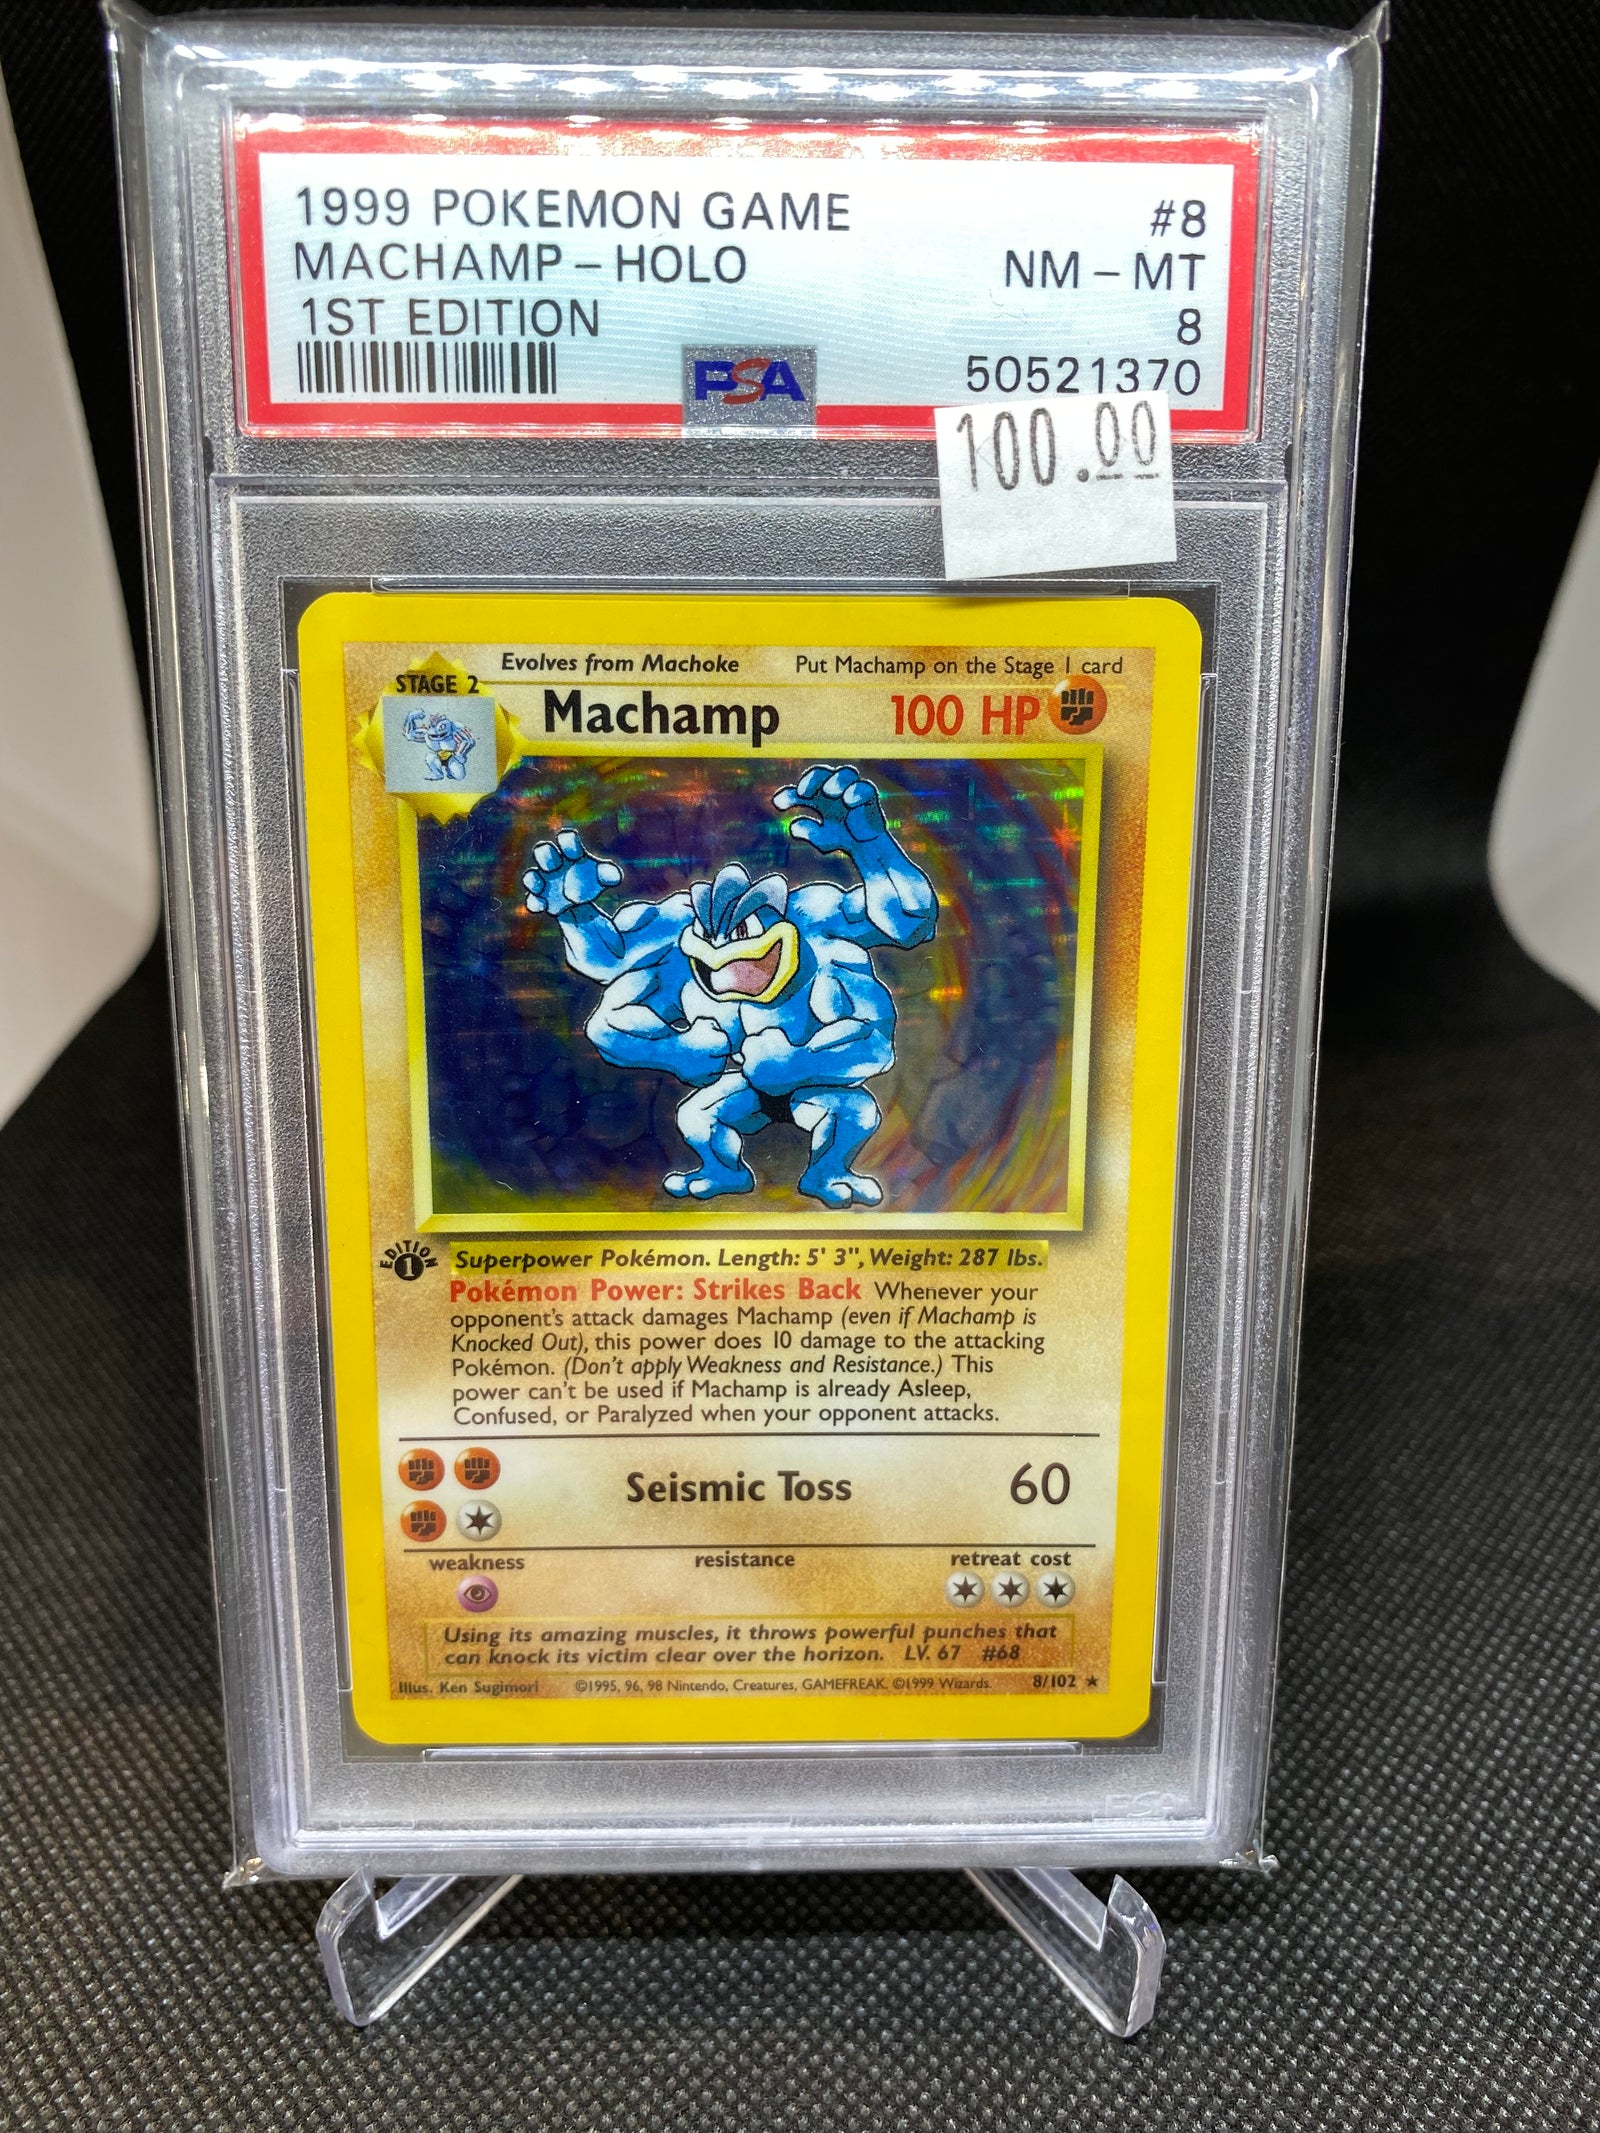 1999 POKEMON GAME #8
MACHAMP - HOLO NM - MT
1ST EDITION 8
PSA 50521370
100.00
Evolves from Machoke Put Machamp on the Stage 1 card
STAGE 2
Machamp 100 HP
EDITION 1
Superpower Pokémon. Length: 5' 3", Weight: 287 lbs.
Pokémon Power: Strikes Back Whenever your
opponent's attack damages Machamp (even if Machamp is
Knocked Out), this power does 10 damage to the attacking
Pokémon. (Don't apply Weakness and Resistance.) This
power can't be used if Machamp is already Asleep,
Confused, or Paralyzed when your opponent attacks.
Seismic Toss 60
weakness resistance retreat cost
Using its amazing muscles, it throws powerful punches that
can knock its victim clear over the horizon. LV. 67 #68
Illus. Ken Sugimori ©1995, 96, 98 Nintendo, Creatures, GAMEFREAK. ©1999 Wizards. 8/102 ★
PSA